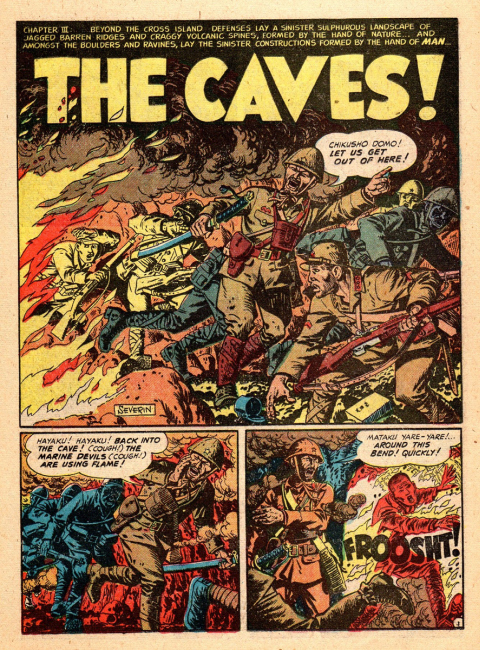 CHAPTER III: BEYOND THE CROSS ISLAND DEFENSES LAY A SINISTER SULPHUROUS LANDSCAPE OF
JAGGED BARREN RIDGES AND CRAGGY VOLCANIC SPINES, FORMED BY THE HAND OF NATURE... AND
AMONGST THE BOULDERS AND RAVINES, LAY THE SINISTER CONSTRUCTIONS FORMED BY THE HAND OF MAN...
THE CAVES!
CHIKUSHO DOMO!
LET US GET
OUT OF HERE!
SEVERIN
HAYAKU! HAYAKU! BACK INTO
THE CAVE! (COUGH!) THE
MARINE DEVILS (COUGH!)
ARE USING FLAME!
MATAKU YARE-YARE!...
AROUND THIS
BEND! QUICKLY!
FROOSHT!
1